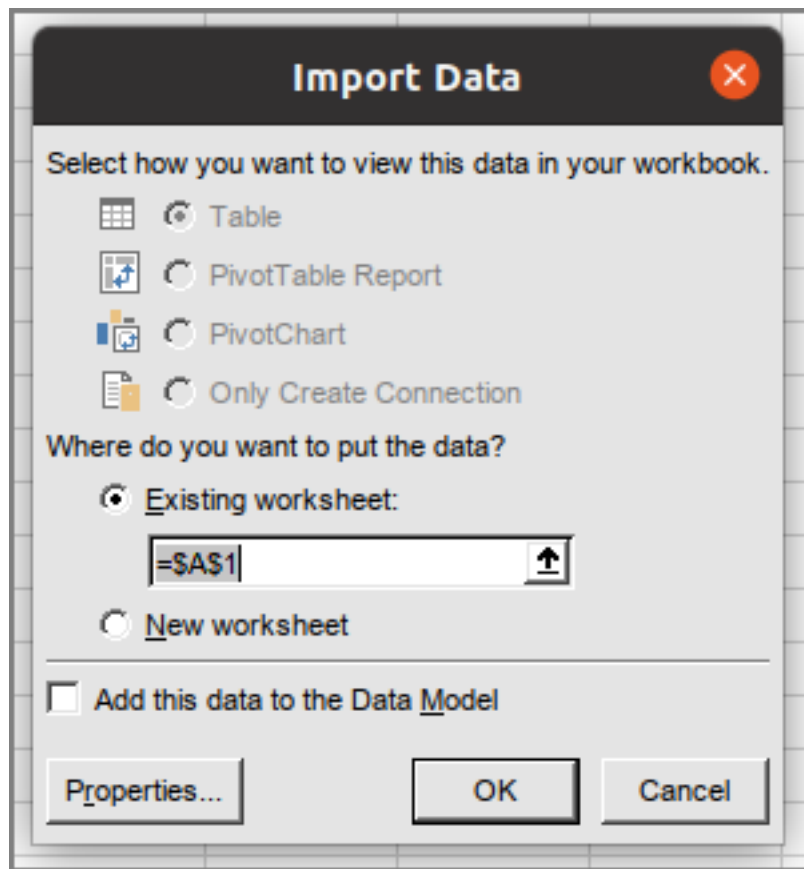 Import Data
Select how you want to view this data in your workbook.
Table
PivotTable Report
PivotChart
Only Create Connection
Where do you want to put the data?
Existing worksheet:
=$A$1
New worksheet
Add this data to the Data Model
Properties...
OK
Cancel